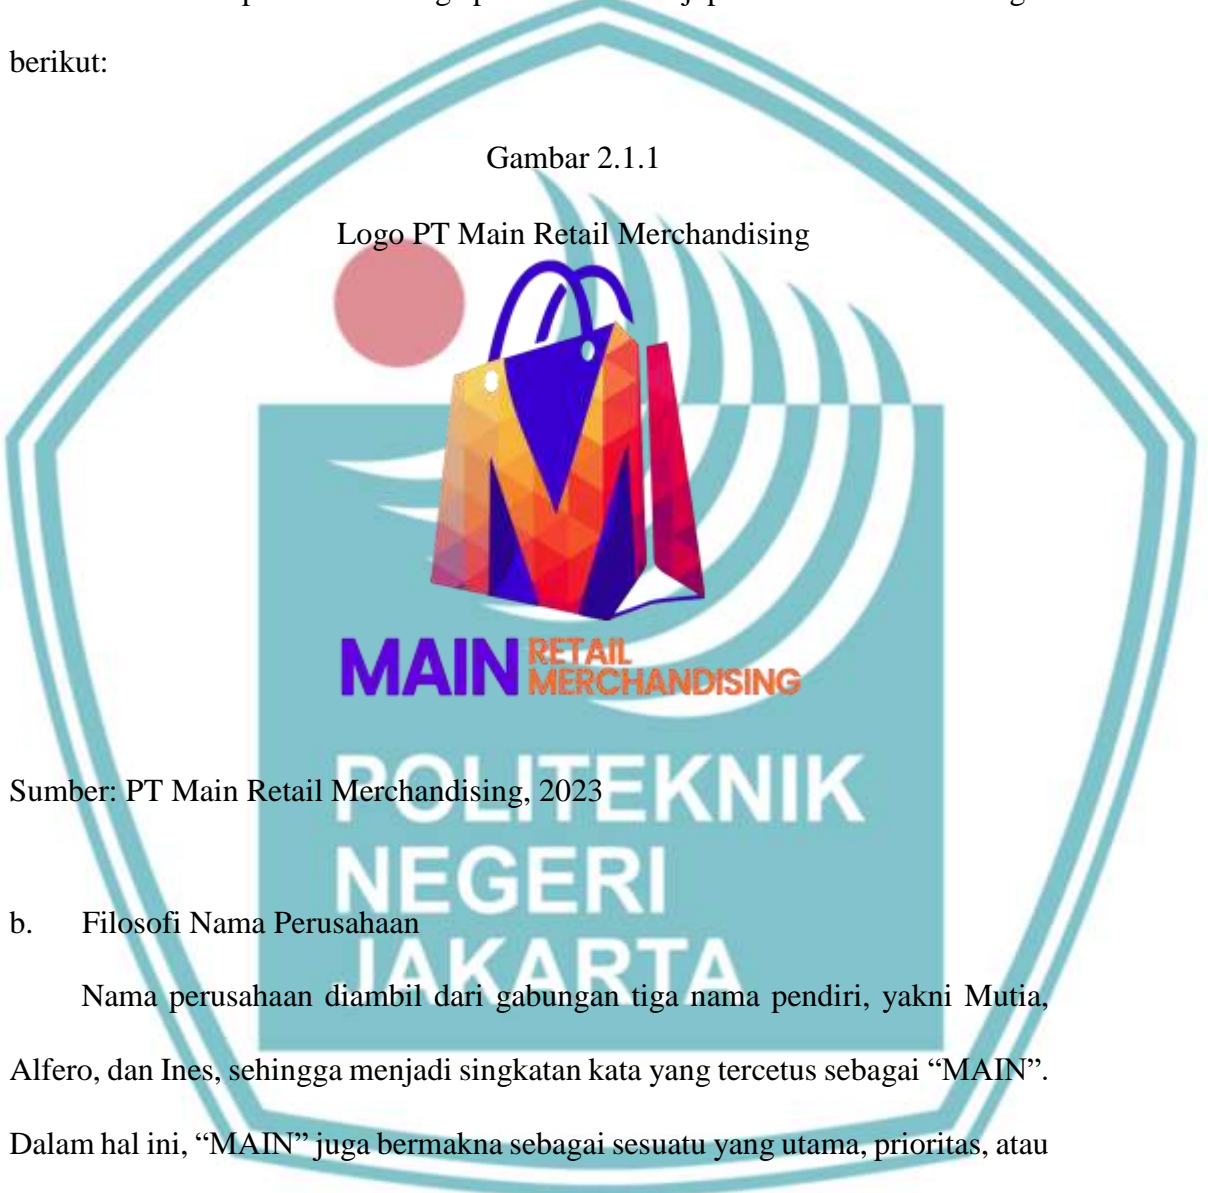 berikut:
Gambar 2.1.1
Logo PT Main Retail Merchandising
MAIN RETAIL
MERCHANDISING
Sumber: PT Main Retail Merchandising, 2023
POLITEKNIK
NEGERI
JAKARTA
b. Filosofi Nama Perusahaan
Nama perusahaan diambil dari gabungan tiga nama pendiri, yakni Mutia,
Alfero, dan Ines, sehingga menjadi singkatan kata yang tercetus sebagai “MAIN”.
Dalam hal ini, “MAIN” juga bermakna sebagai sesuatu yang utama, prioritas, atau